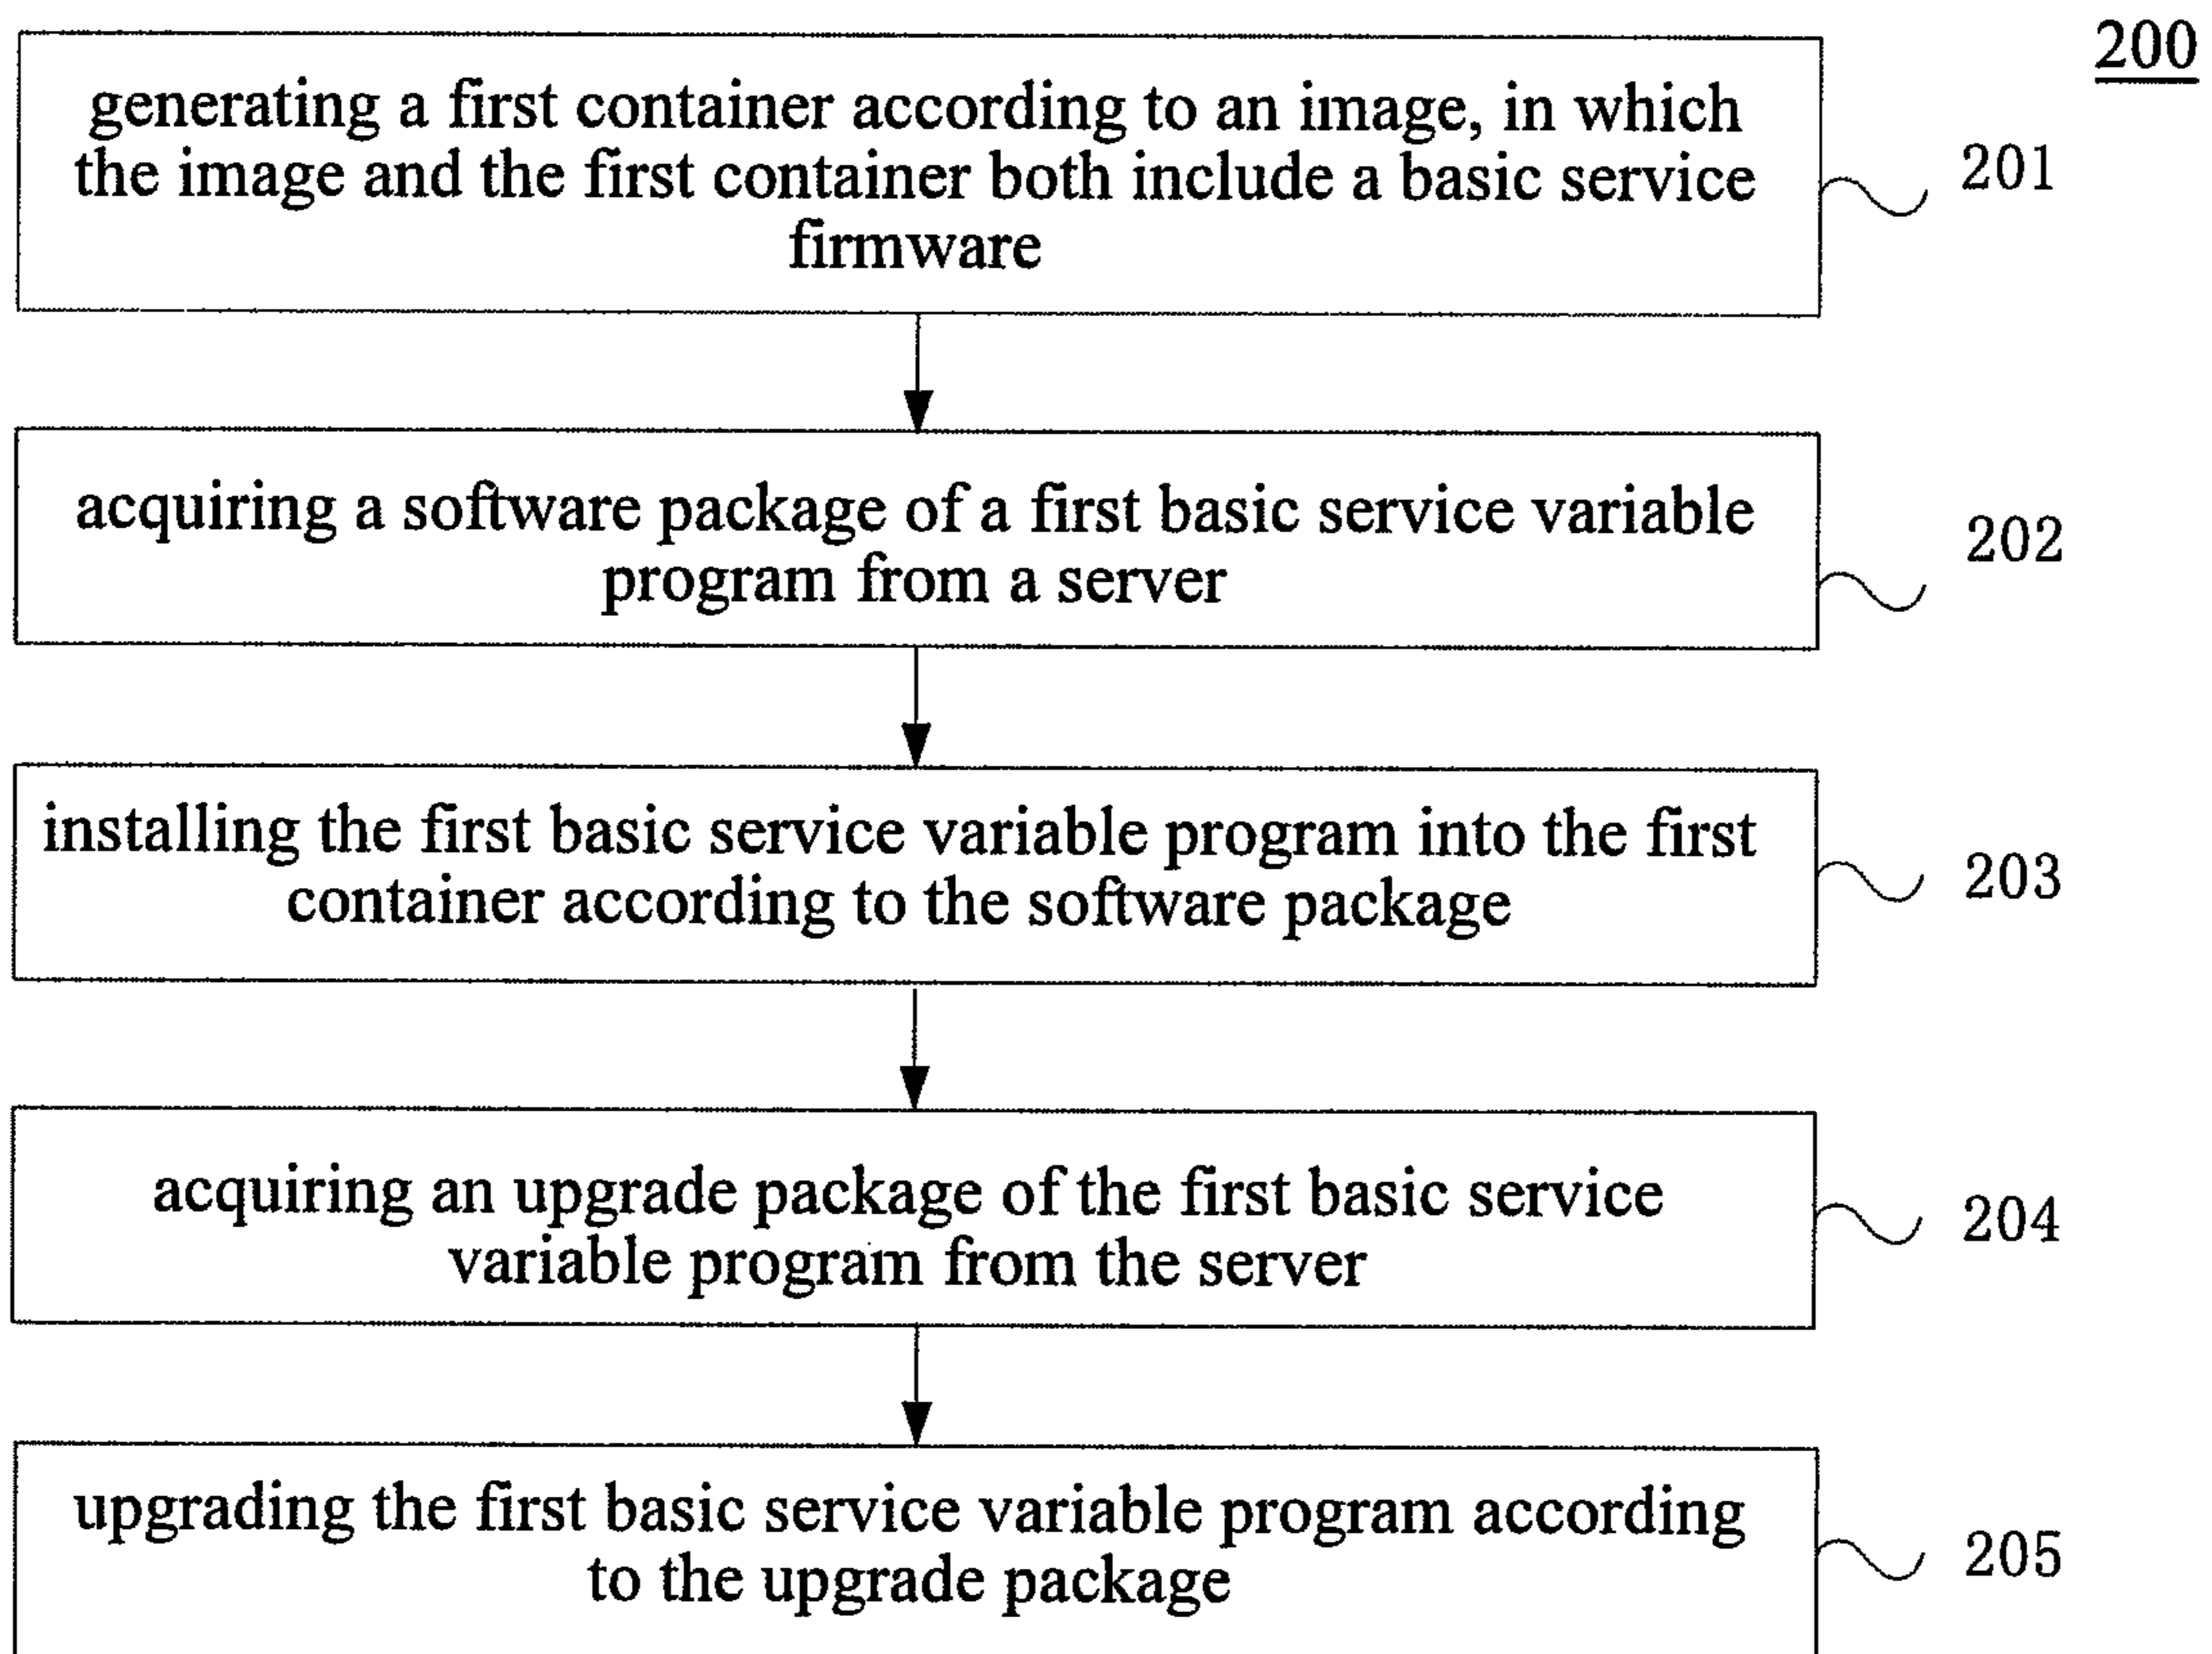 200
generating a first container according to an image, in which
the image and the first container both include a basic service
firmware
201
acquiring a software package of a first basic service variable
program from a server
202
installing the first basic service variable program into the first
container according to the software package
203
acquiring an upgrade package of the first basic service
variable program from the server
204
upgrading the first basic service variable program according
to the upgrade package
205